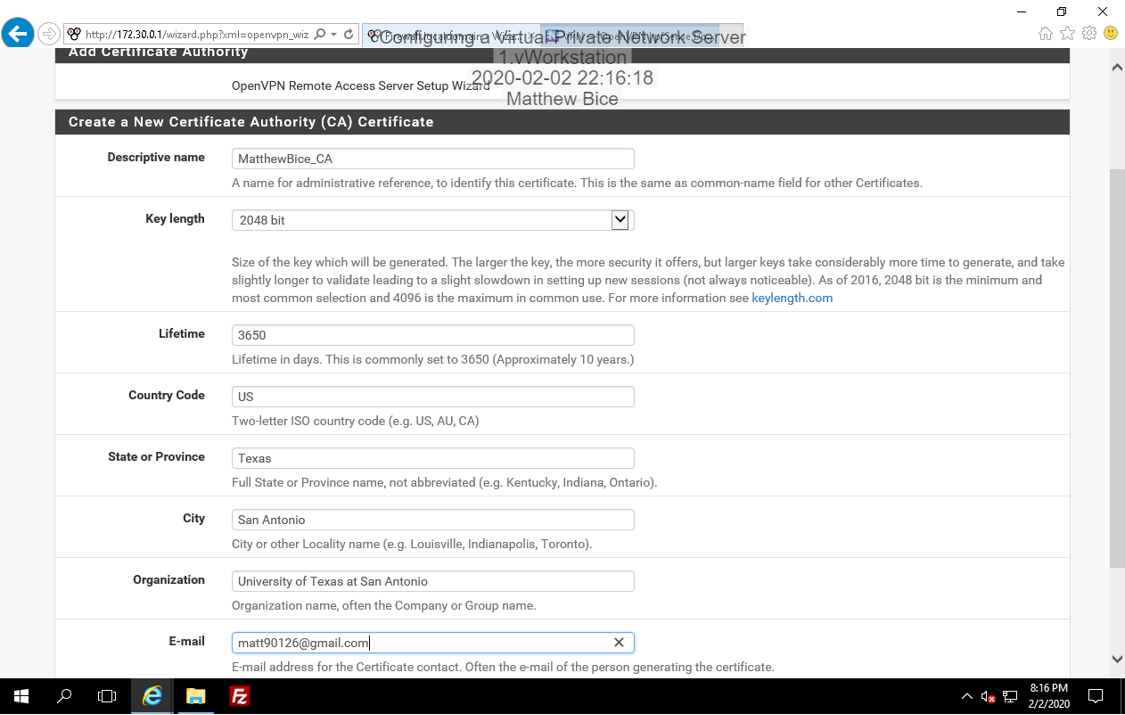 http://172.30.0.1/wizard.php?xml=openvpn_wiz
Configuring a Virtual Private Network Server
1.vWorkstation
2020-02-02 22:16:18
Matthew Bice
Add Certificate Authority
OpenVPN Remote Access Server Setup Wizard
Create a New Certificate Authority (CA) Certificate
Descriptive name
MatthewBice_CA
A name for administrative reference, to identify this certificate. This is the same as common-name field for other Certificates.
Key length
2048 bit
Size of the key which will be generated. The larger the key, the more security it offers, but larger keys take considerably more time to generate, and take
slightly longer to validate leading to a slight slowdown in setting up new sessions (not always noticeable). As of 2016, 2048 bit is the minimum and
most common selection and 4096 is the maximum in common use. For more information see keylength.com
Lifetime
3650
Lifetime in days. This is commonly set to 3650 (Approximately 10 years.)
Country Code
US
Two-letter ISO country code (e.g. US, AU, CA)
State or Province
Texas
Full State or Province name, not abbreviated (e.g. Kentucky, Indiana, Ontario).
City
San Antonio
City or other Locality name (e.g. Louisville, Indianapolis, Toronto).
Organization
University of Texas at San Antonio
Organization name, often the Company or Group name.
E-mail
matt90126@gmail.com
E-mail address for the Certificate contact. Often the e-mail of the person generating the certificate.
8:16 PM
2/2/2020